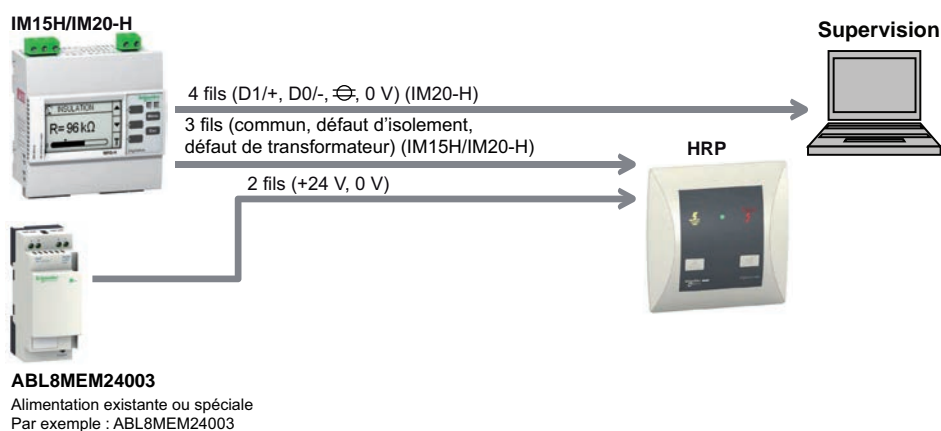 IM15H/IM20-H
Supervision
4 fils (D1/+, D0/-, , 0 V) (IM20-H)
3 fils (commun, défaut d’isolement,
défaut de transformateur) (IM15H/IM20-H)
HRP
2 fils (+24 V, 0 V)
INSULATION
R= 96 kΩ
ABL8MEM24003
Alimentation existante ou spéciale
Par exemple : ABL8MEM24003